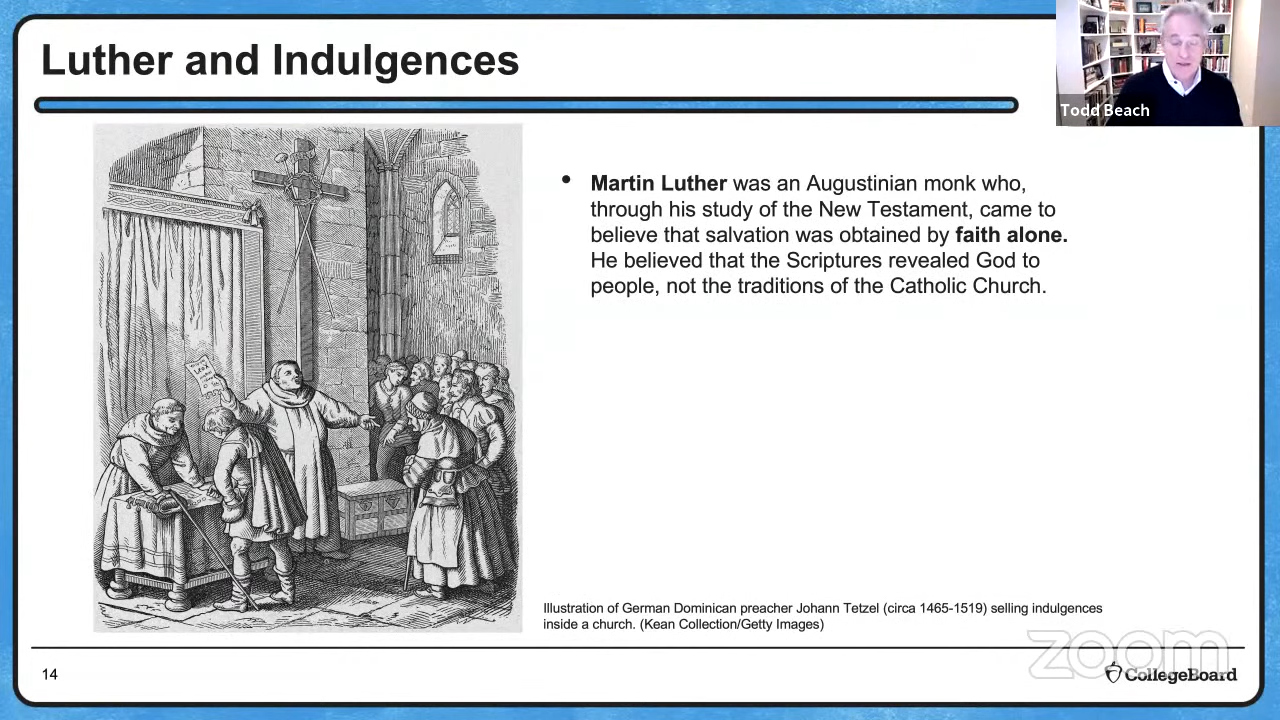 Luther and Indulgences
Todd Beach
• Martin Luther was an Augustinian monk who,
through his study of the New Testament, came to
believe that salvation was obtained by faith alone.
He believed that the Scriptures revealed God to
people, not the traditions of the Catholic Church.
Illustration of German Dominican preacher Johann Tetzel (circa 1465-1519) selling indulgences
inside a church. (Kean Collection/Getty Images)
zoom
14
CollegeBoard